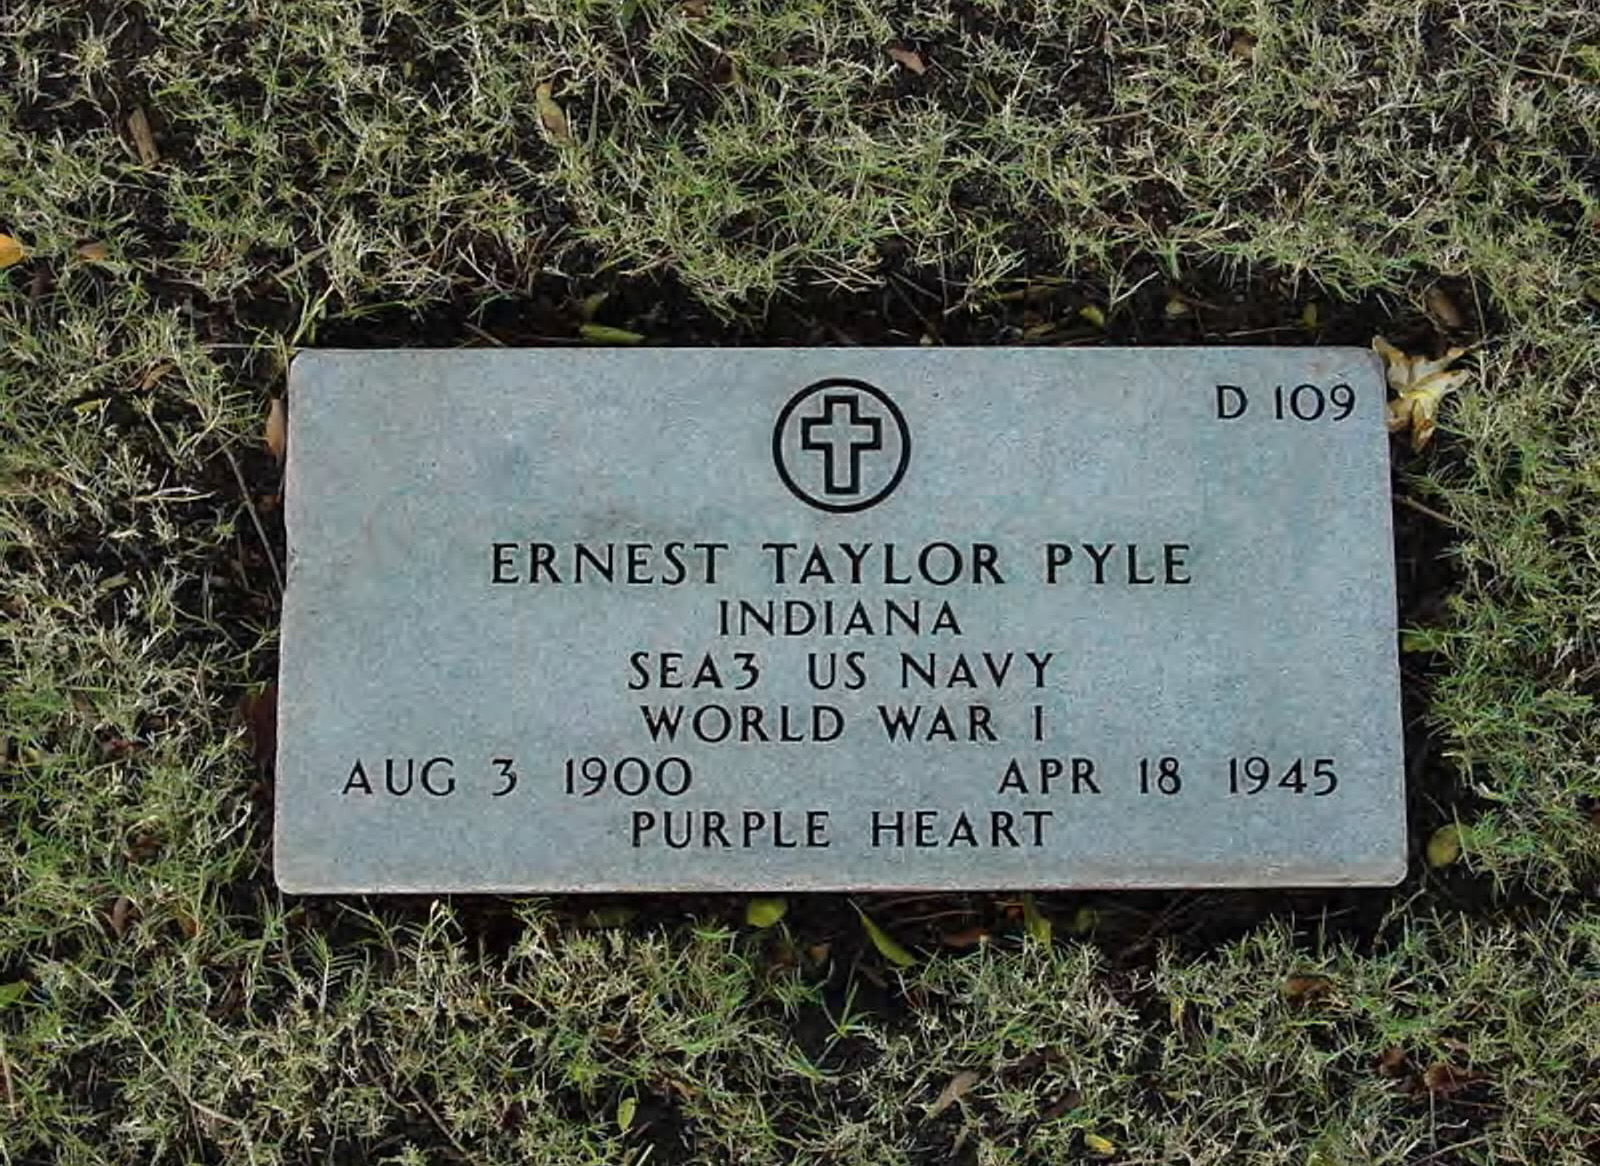 D 109
ERNEST TAYLOR PYLE
INDIANA
SEA3 US NAVY
WORLD WAR I
AUG 3 1900 APR 18 1945
PURPLE HEART